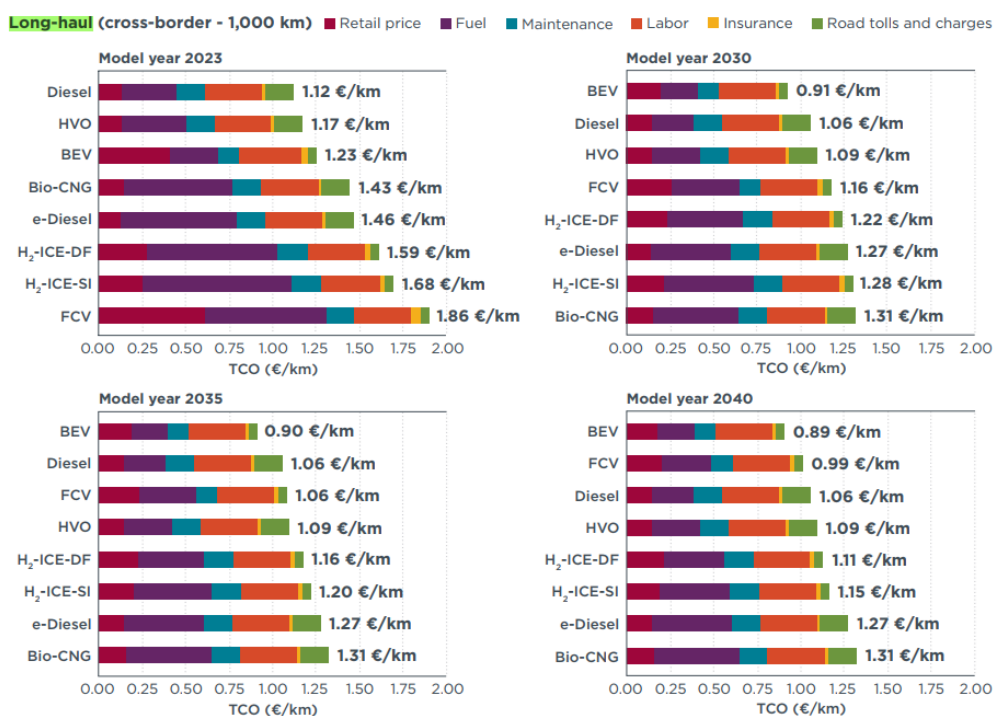 Long-haul (cross-border - 1,000 km) Retail price Fuel Maintenance Labor Insurance Road tolls and charges
Model year 2023
Diesel 1.12 €/km
HVO 1.17 €/km
BEV 1.23 €/km
Bio-CNG 1.43 €/km
e-Diesel 1.46 €/km
H₂-ICE-DF 1.59 €/km
H₂-ICE-SI 1.68 €/km
FCV 1.86 €/km
0.00 0.25 0.50 0.75 1.00 1.25 1.50 1.75 2.00
TCO (€/km)
Model year 2030
BEV 0.91 €/km
Diesel 1.06 €/km
HVO 1.09 €/km
FCV 1.16 €/km
H₂-ICE-DF 1.22 €/km
e-Diesel 1.27 €/km
H₂-ICE-SI 1.28 €/km
Bio-CNG 1.31 €/km
0.00 0.25 0.50 0.75 1.00 1.25 1.50 1.75 2.00
TCO (€/km)
Model year 2035
BEV 0.90 €/km
Diesel 1.06 €/km
FCV 1.06 €/km
HVO 1.09 €/km
H₂-ICE-DF 1.16 €/km
H₂-ICE-SI 1.20 €/km
e-Diesel 1.27 €/km
Bio-CNG 1.31 €/km
0.00 0.25 0.50 0.75 1.00 1.25 1.50 1.75 2.00
TCO (€/km)
Model year 2040
BEV 0.89 €/km
FCV 0.99 €/km
Diesel 1.06 €/km
HVO 1.09 €/km
H₂-ICE-DF 1.11 €/km
H₂-ICE-SI 1.15 €/km
e-Diesel 1.27 €/km
Bio-CNG 1.31 €/km
0.00 0.25 0.50 0.75 1.00 1.25 1.50 1.75 2.00
TCO (€/km)